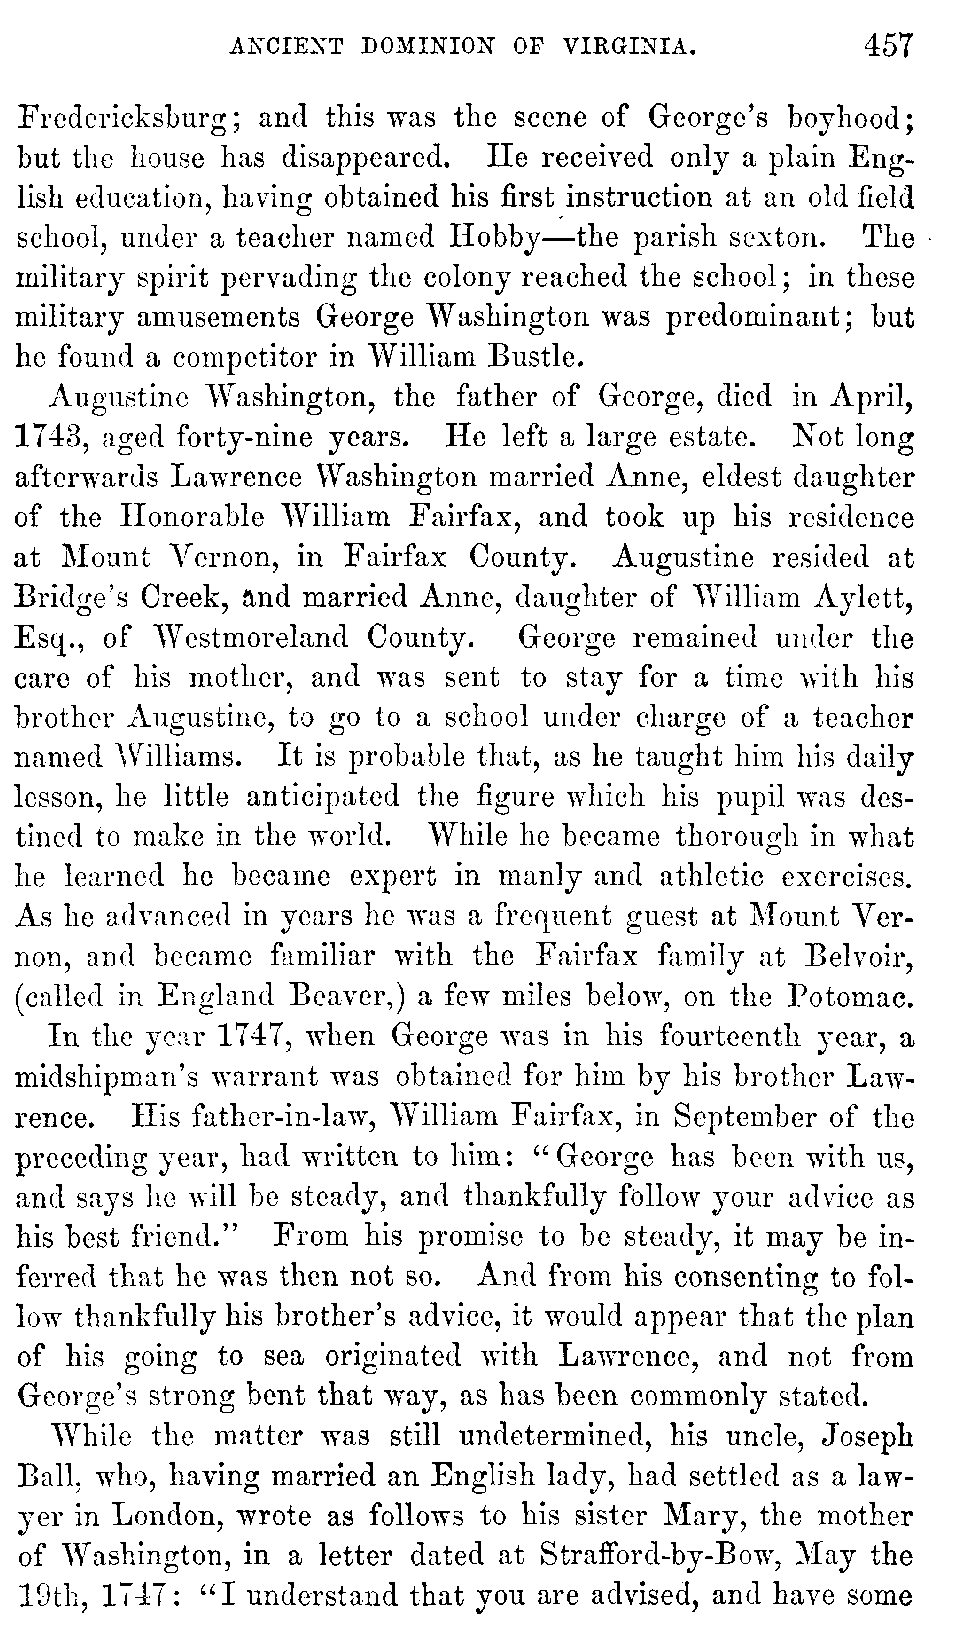 ANCIENT DOMINION OF VIRGINIA. 457
Fredericksburg; and this was the scene of George's boyhood;
but the house has disappeared. He received only a plain Eng-
lish education, having obtained his first instruction at an old field
school, under a teacher named Hobby—the parish sexton. The
military spirit pervading the colony reached the school; in these
military amusements George Washington was predominant; but
he found a competitor in William Bustle.
Augustine Washington, the father of George, died in April,
1743, aged forty-nine years. He left a large estate. Not long
afterwards Lawrence Washington married Anne, eldest daughter
of the Honorable William Fairfax, and took up his residence
at Mount Vernon, in Fairfax County. Augustine resided at
Bridge's Creek, and married Anne, daughter of William Aylett,
Esq., of Westmoreland County. George remained under the
care of his mother, and was sent to stay for a time with his
brother Augustine, to go to a school under charge of a teacher
named Williams. It is probable that, as he taught him his daily
lesson, he little anticipated the figure which his pupil was des-
tined to make in the world. While he became thorough in what
he learned he became expert in manly and athletic exercises.
As he advanced in years he was a frequent guest at Mount Ver-
non, and became familiar with the Fairfax family at Belvoir,
(called in England Beaver,) a few miles below, on the Potomac.
In the year 1747, when George was in his fourteenth year, a
midshipman's warrant was obtained for him by his brother Law-
rence. His father-in-law, William Fairfax, in September of the
preceding year, had written to him: "George has been with us,
and says he will be steady, and thankfully follow your advice as
his best friend." From his promise to be steady, it may be in-
ferred that he was then not so. And from his consenting to fol-
low thankfully his brother's advice, it would appear that the plan
of his going to sea originated with Lawrence, and not from
George's strong bent that way, as has been commonly stated.
While the matter was still undetermined, his uncle, Joseph
Ball, who, having married an English lady, had settled as a law-
yer in London, wrote as follows to his sister Mary, the mother
of Washington, in a letter dated at Strafford-by-Bow, May the
19th, 1747: "I understand that you are advised, and have some